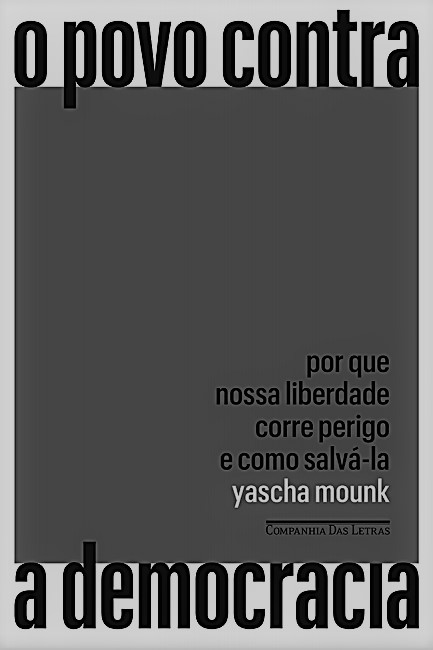 o povo contra
por que
nossa liberdade
corre perigo
e como salvá-la
yascha mounk
Companhia Das Letras
a democracia